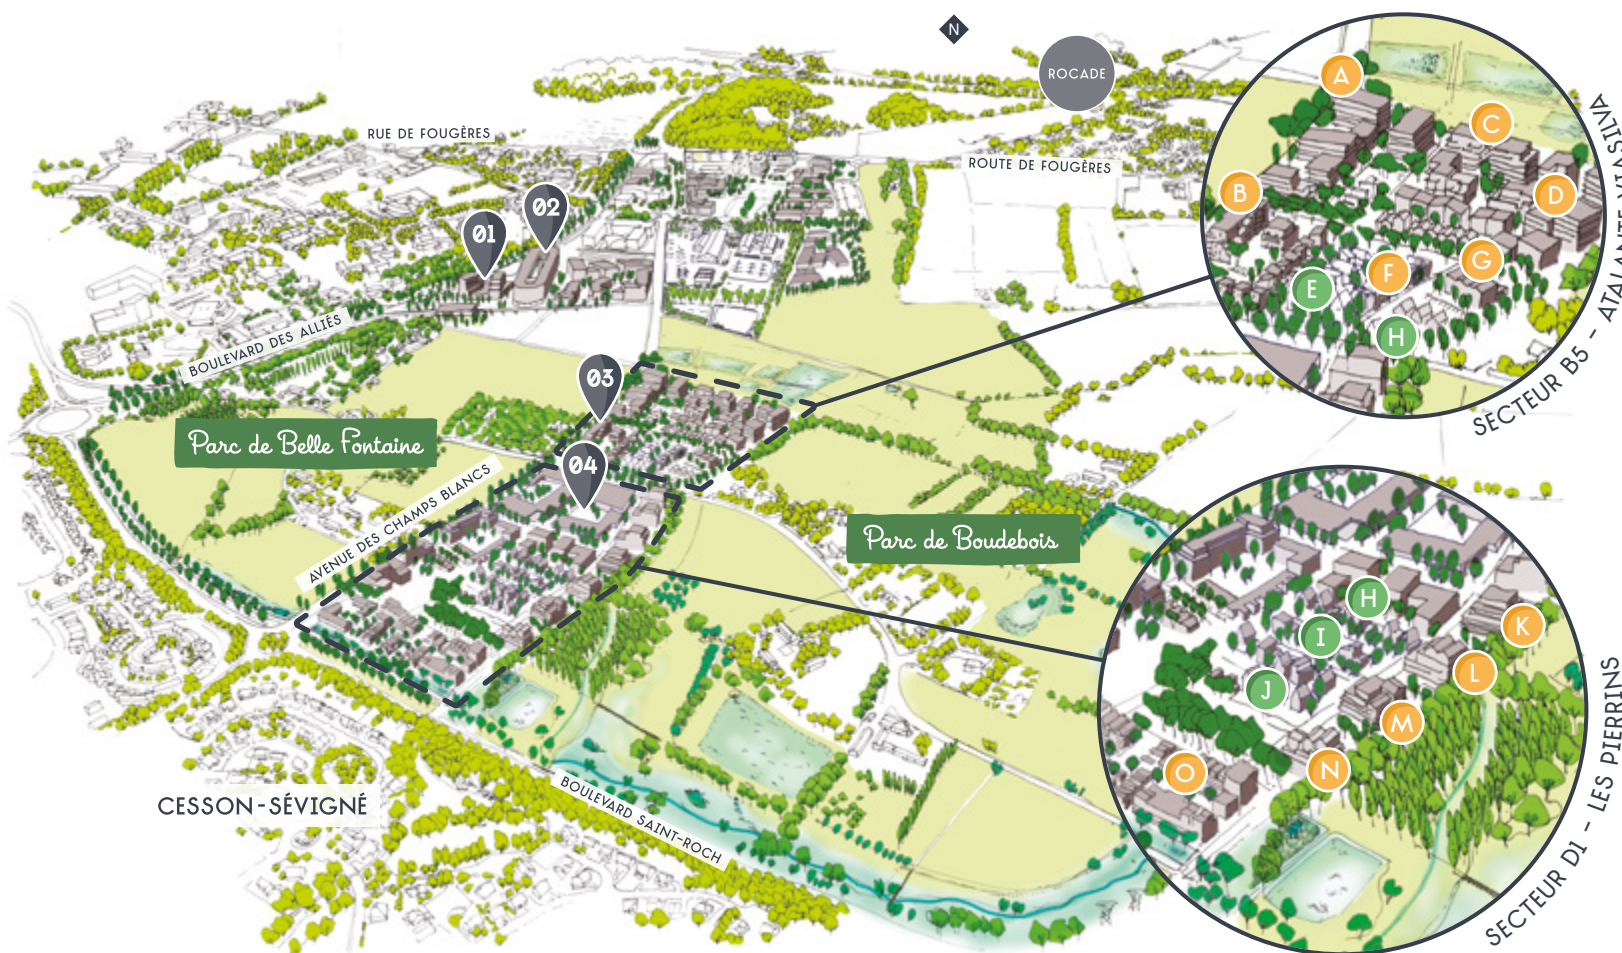 N
ROCADE
RUE DE FOUGÈRES
ROUTE DE FOUGÈRES
01
02
BOULEVARD DES ALLIÉS
03
04
Parc de Belle Fontaine
AVENUE DES CHAMPS BLANCS
Parc de Boudebois
CESSON-SÉVIGNÉ
BOULEVARD SAINT-ROCH
A
B
C
D
E
F
G
H
SECTEUR B5 - ATALANTE VIASILVA
H
I
J
K
L
M
N
O
SECTEUR D1 - LES PIERRINS